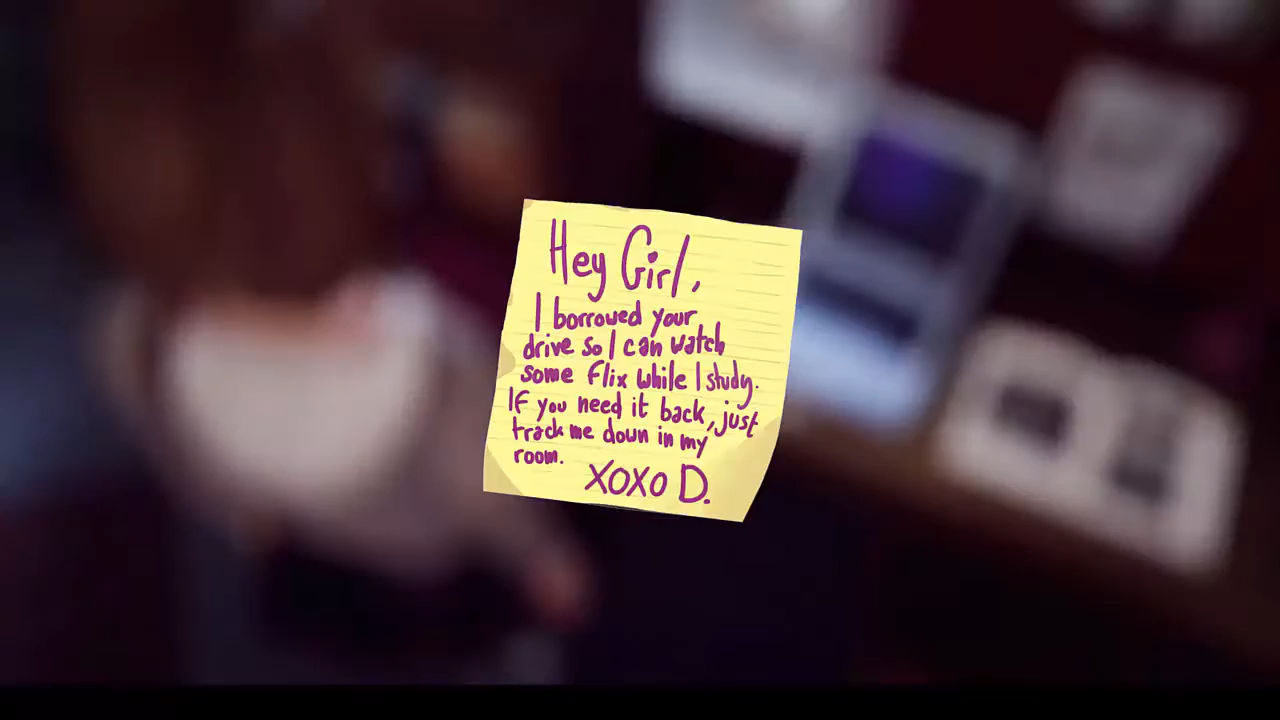 Hey Girl,
I borrowed your
drive so I can watch
some flix while I study.
If you need it back, just
track me down in my
room.
XOXO D.